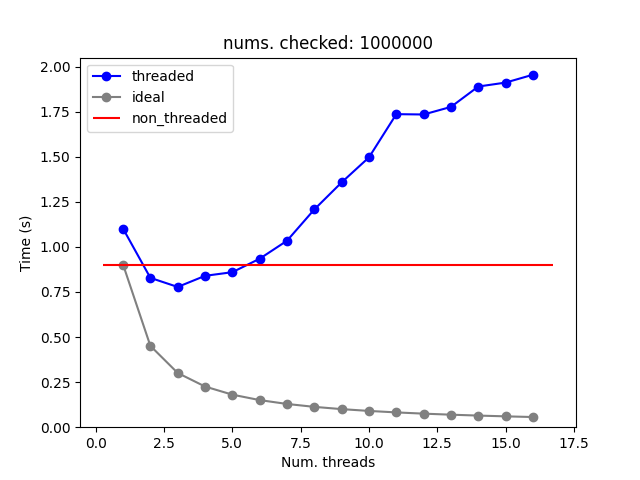 nums. checked: 1000000
threaded
ideal
non_threaded
2.00
1.75
1.50
1.25
1.00
0.75
0.50
0.25
0.00
Time (s)
0.0 2.5 5.0 7.5 10.0 12.5 15.0 17.5
Num. threads